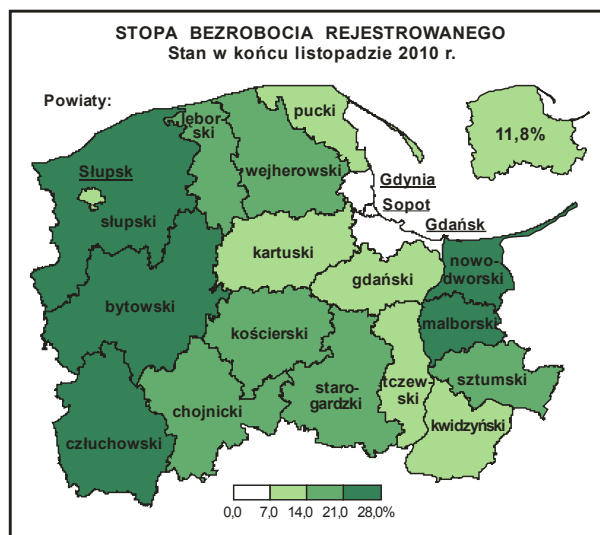 STOPA BEZROBOCIA REJESTROWANEGO
Stan w końcu listopadzie 2010 r.
Powiaty:
pucki
11,8%
lębor-
ski
wejherowski
Słupsk
Gdynia
Sopot
Gdańsk
słupski
kartuski
gdański
nowo-
dworski
bytowski
malborski
kościerski
staro-
gardzki
tczew-
ski
sztumski
chojnicki
człuchowski
kwidzyński
0,0 7,0 14,0 21,0 28,0%